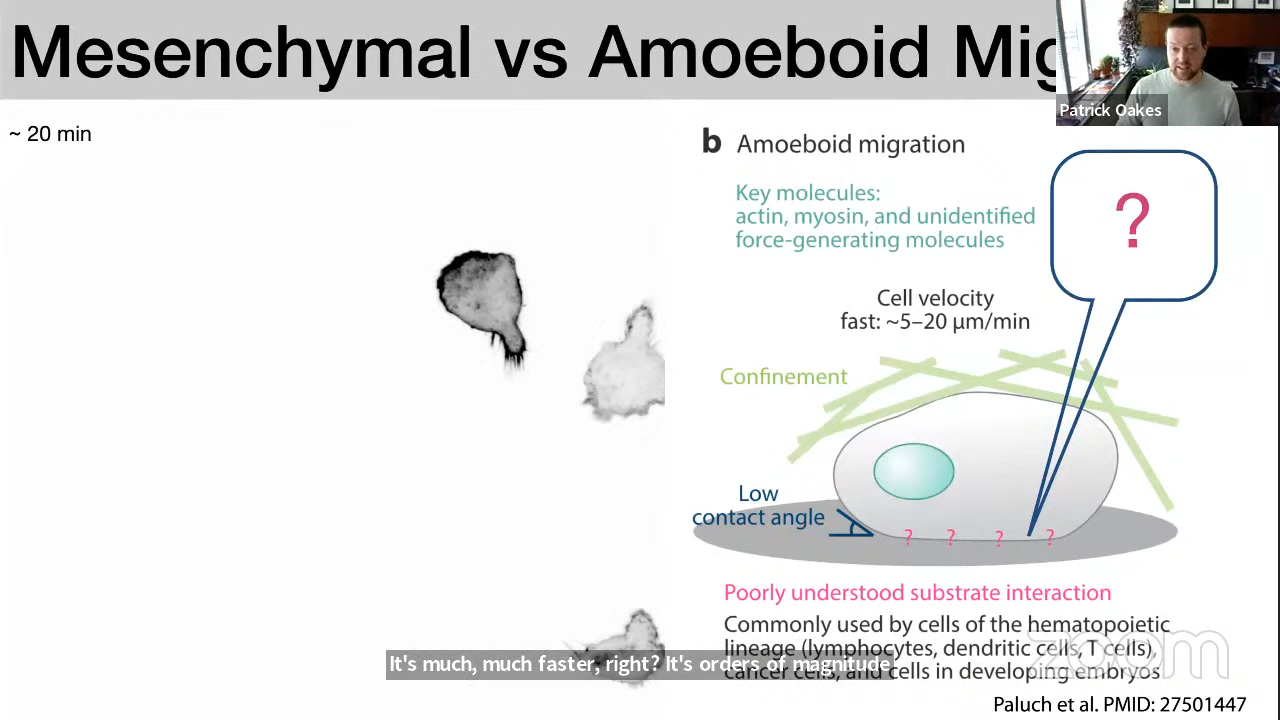 Mesenchymal vs Amoeboid Mig
Patrick Oakes
~ 20 min
b Amoeboid migration
Key molecules:
actin, myosin, and unidentified
force-generating molecules
?
Cell velocity
fast: ~5–20 µm/min
Confinement
Low
contact angle
? ? ? ?
Poorly understood substrate interaction
Commonly used by cells of the hematopoietic
lineage (lymphocytes, dendritic cells, T cells),
cancer cells, and cells in developing embryos
It's much, much faster, right? It's orders of magnitude
zoom
Paluch et al. PMID: 27501447